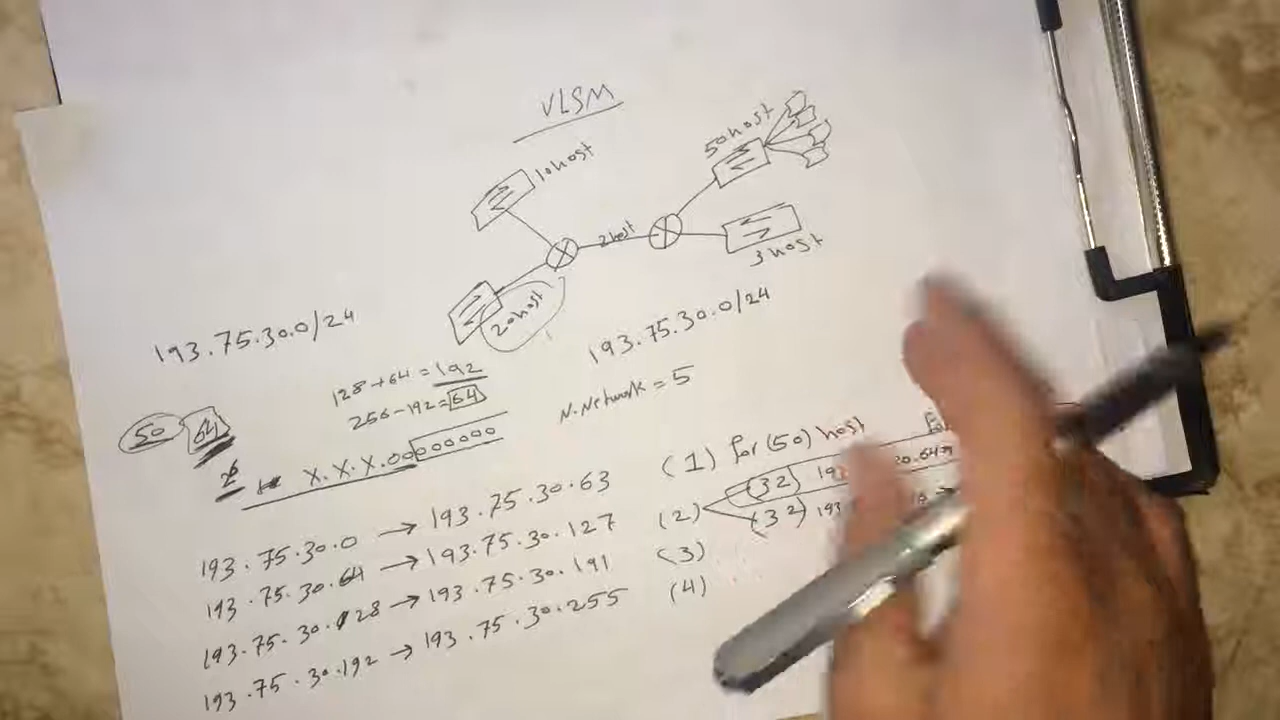 VLSM
10host
50host
2host
3host
20host
193.75.30.0/24
193.75.30.0/24
128+64=192
256-192=64
N.Network=5
50 64
X.X.X.00000000
193.75.30.0 → 193.75.30.63
193.75.30.64 → 193.75.30.127
193.75.30.128 → 193.75.30.191
193.75.30.192 → 193.75.30.255
(1) for (50) host
(2) (32)
(32) 193
(3)
(4)